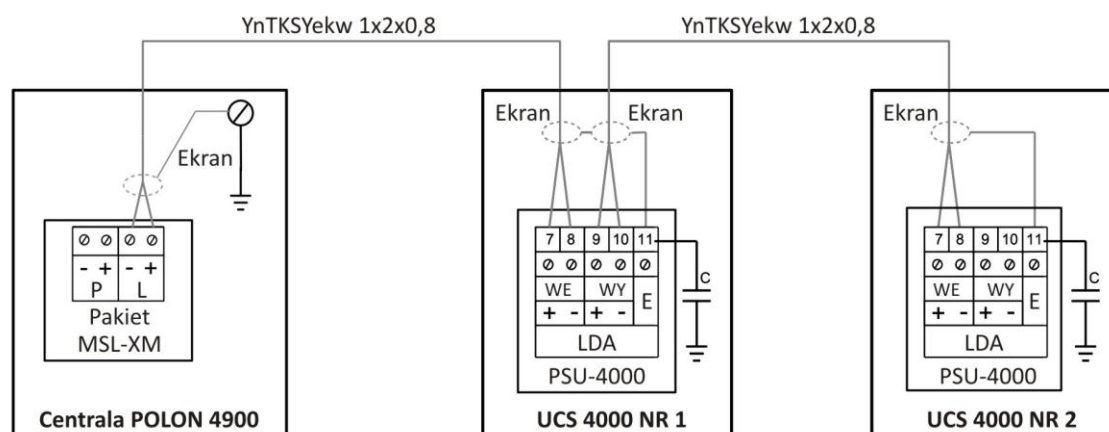 YnTKSYekw 1x2x0,8
YnTKSYekw 1x2x0,8
Ekran
- + - +
P L
Pakiet
MSL-XM
Centrala POLON 4900
Ekran Ekran
7 8 9 10 11
C
WE WY E
+ - + -
LDA
PSU-4000
UCS 4000 NR 1
Ekran
7 8 9 10 11
C
WE WY E
+ - + -
LDA
PSU-4000
UCS 4000 NR 2